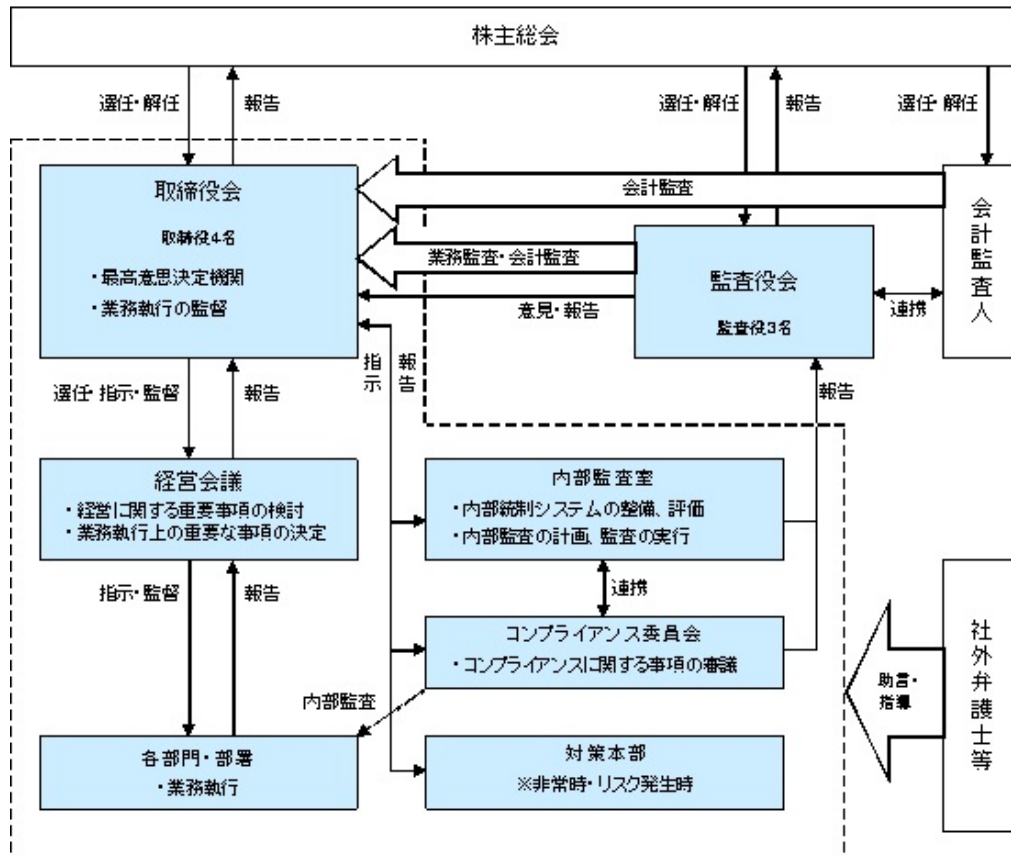 株主総会
選任・解任
報告
選任・解任
報告
選任・解任
取締役会
取締役4名
・最高意思決定機関
・業務執行の監督
会計監査
業務監査・会計監査
意見・報告
監査役会
監査役3名
連携
会計監査人
指示
報告
選任・指示・監督
報告
報告
経営会議
・経営に関する重要事項の検討
・業務執行上の重要な事項の決定
内部監査室
・内部統制システムの整備、評価
・内部監査の計画、監査の実行
指示・監督
報告
連携
コンプライアンス委員会
・コンプライアンスに関する事項の審議
内部監査
各部門・部署
・業務執行
対策本部
※非常時・リスク発生時
助言・
指導
社外弁護士等